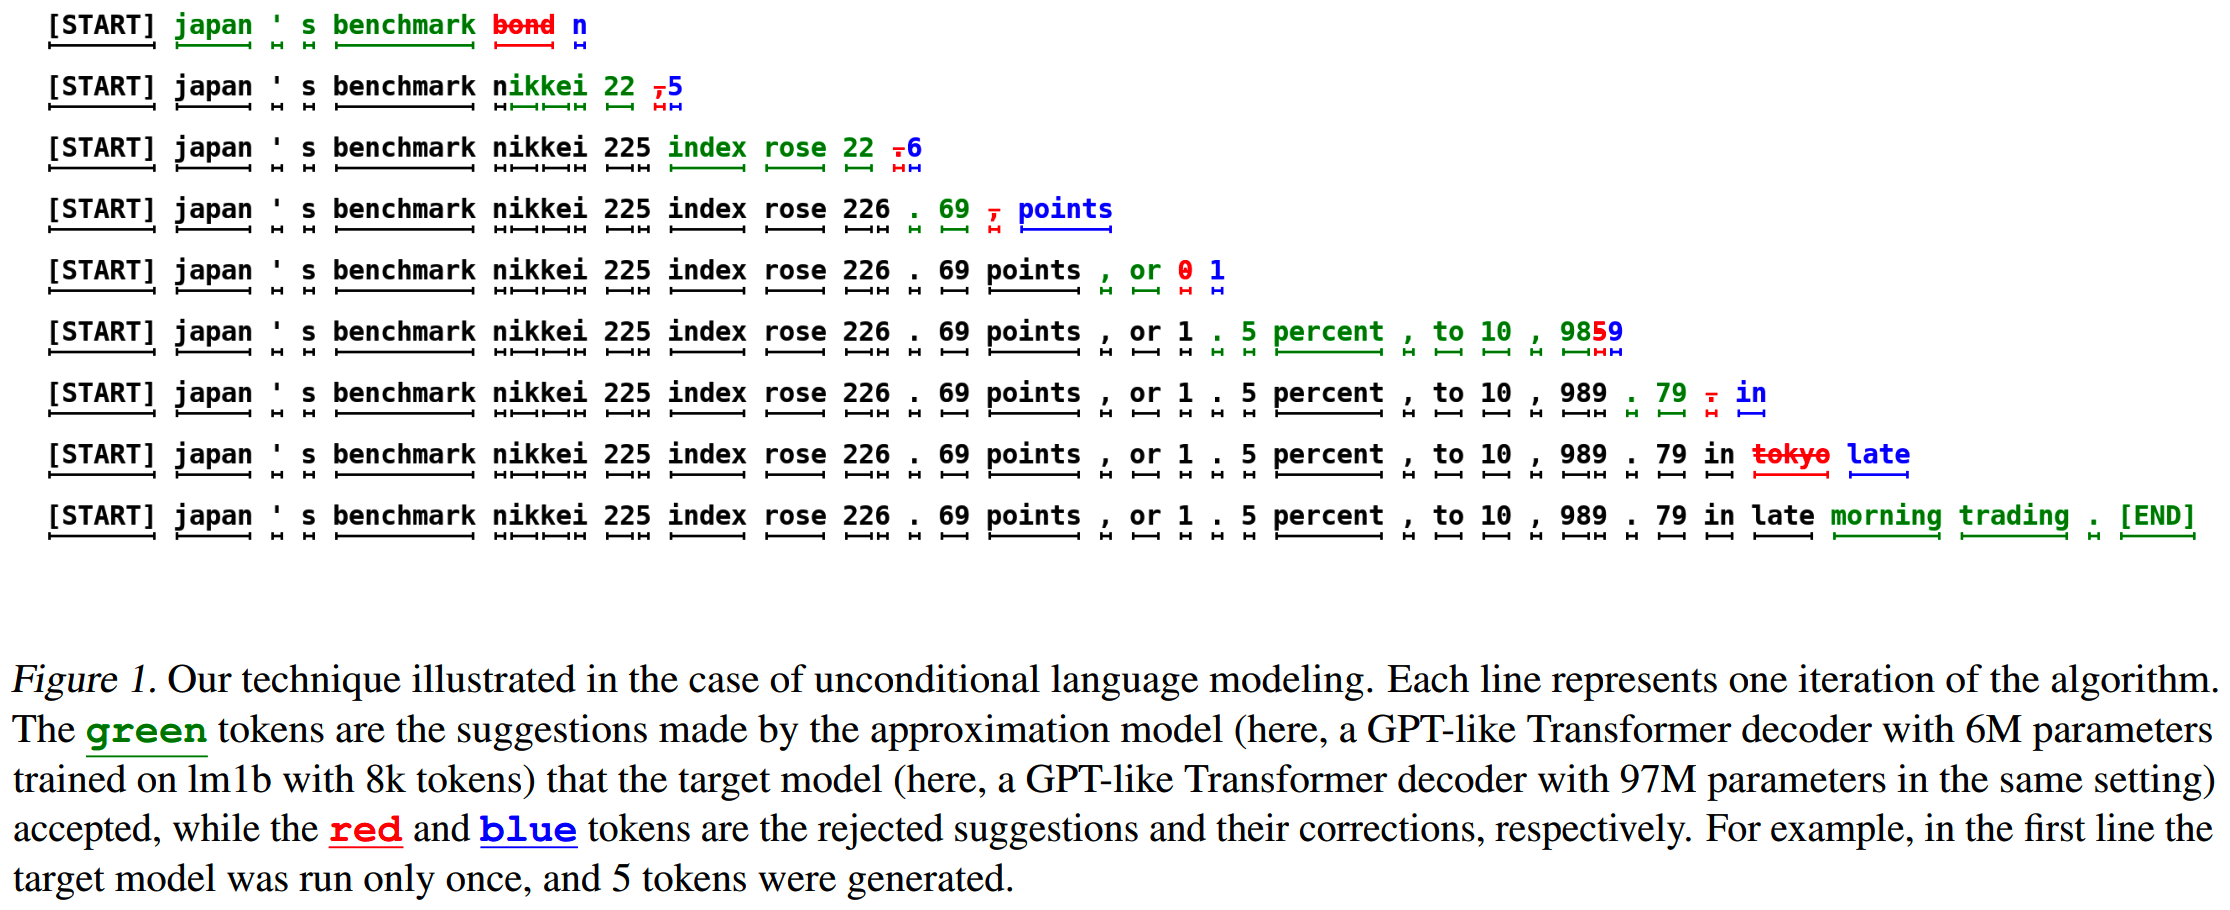 [START] japan ' s benchmark bond n
[START] japan ' s benchmark nikkei 22 ,5
[START] japan ' s benchmark nikkei 225 index rose 22 .6
[START] japan ' s benchmark nikkei 225 index rose 226 . 69 , points
[START] japan ' s benchmark nikkei 225 index rose 226 . 69 points , or 0 1
[START] japan ' s benchmark nikkei 225 index rose 226 . 69 points , or 1 . 5 percent , to 10 , 9859
[START] japan ' s benchmark nikkei 225 index rose 226 . 69 points , or 1 . 5 percent , to 10 , 989 . 79 . in
[START] japan ' s benchmark nikkei 225 index rose 226 . 69 points , or 1 . 5 percent , to 10 , 989 . 79 in tokyo late
[START] japan ' s benchmark nikkei 225 index rose 226 . 69 points , or 1 . 5 percent , to 10 , 989 . 79 in late morning trading . [END]
Figure 1. Our technique illustrated in the case of unconditional language modeling. Each line represents one iteration of the algorithm.
The green tokens are the suggestions made by the approximation model (here, a GPT-like Transformer decoder with 6M parameters
trained on lm1b with 8k tokens) that the target model (here, a GPT-like Transformer decoder with 97M parameters in the same setting)
accepted, while the red and blue tokens are the rejected suggestions and their corrections, respectively. For example, in the first line the
target model was run only once, and 5 tokens were generated.